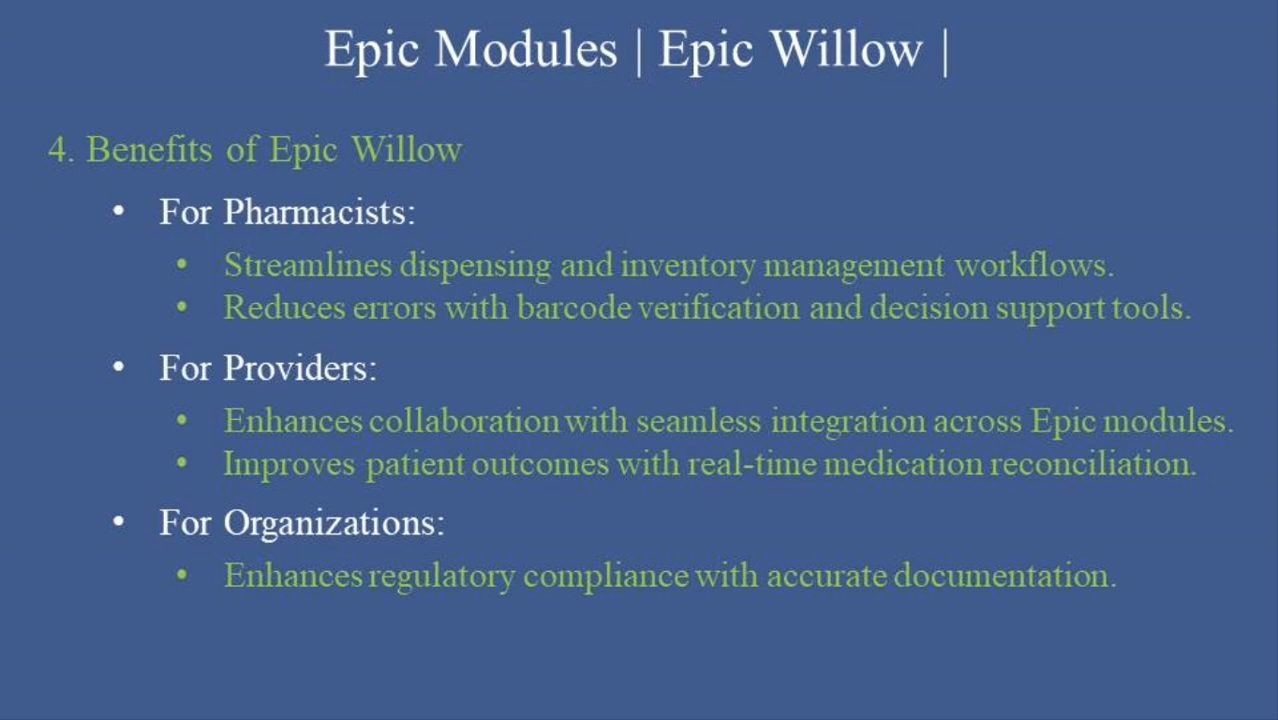 Epic Modules | Epic Willow |
4. Benefits of Epic Willow
• For Pharmacists:
• Streamlines dispensing and inventory management workflows.
• Reduces errors with barcode verification and decision support tools.
• For Providers:
• Enhances collaboration with seamless integration across Epic modules.
• Improves patient outcomes with real-time medication reconciliation.
• For Organizations:
• Enhances regulatory compliance with accurate documentation.